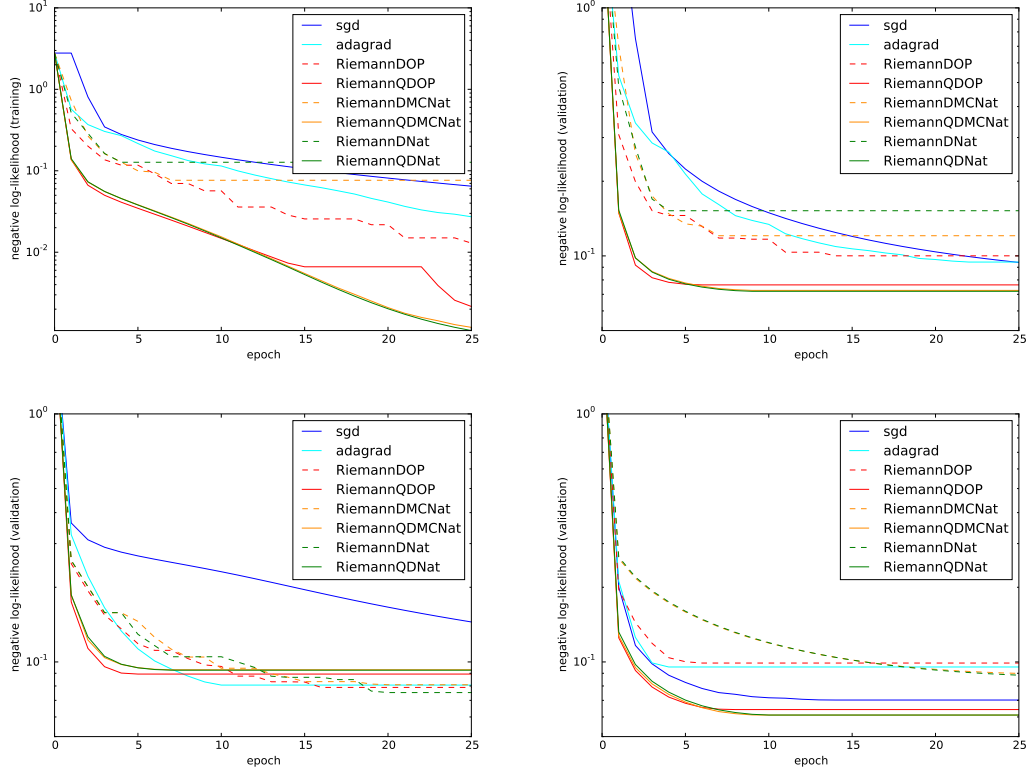 negative log-likelihood (training)
10^1
10^0
10^-1
10^-2
0 5 10 15 20 25
epoch
sgd
adagrad
RiemannDOP
RiemannQDOP
RiemannDMCNat
RiemannQDMCNat
RiemannDNat
RiemannQDNat
negative log-likelihood (validation)
10^0
10^-1
0 5 10 15 20 25
epoch
sgd
adagrad
RiemannDOP
RiemannQDOP
RiemannDMCNat
RiemannQDMCNat
RiemannDNat
RiemannQDNat
negative log-likelihood (validation)
10^0
10^-1
0 5 10 15 20 25
epoch
sgd
adagrad
RiemannDOP
RiemannQDOP
RiemannDMCNat
RiemannQDMCNat
RiemannDNat
RiemannQDNat
negative log-likelihood (validation)
10^0
10^-1
0 5 10 15 20 25
epoch
sgd
adagrad
RiemannDOP
RiemannQDOP
RiemannDMCNat
RiemannQDMCNat
RiemannDNat
RiemannQDNat